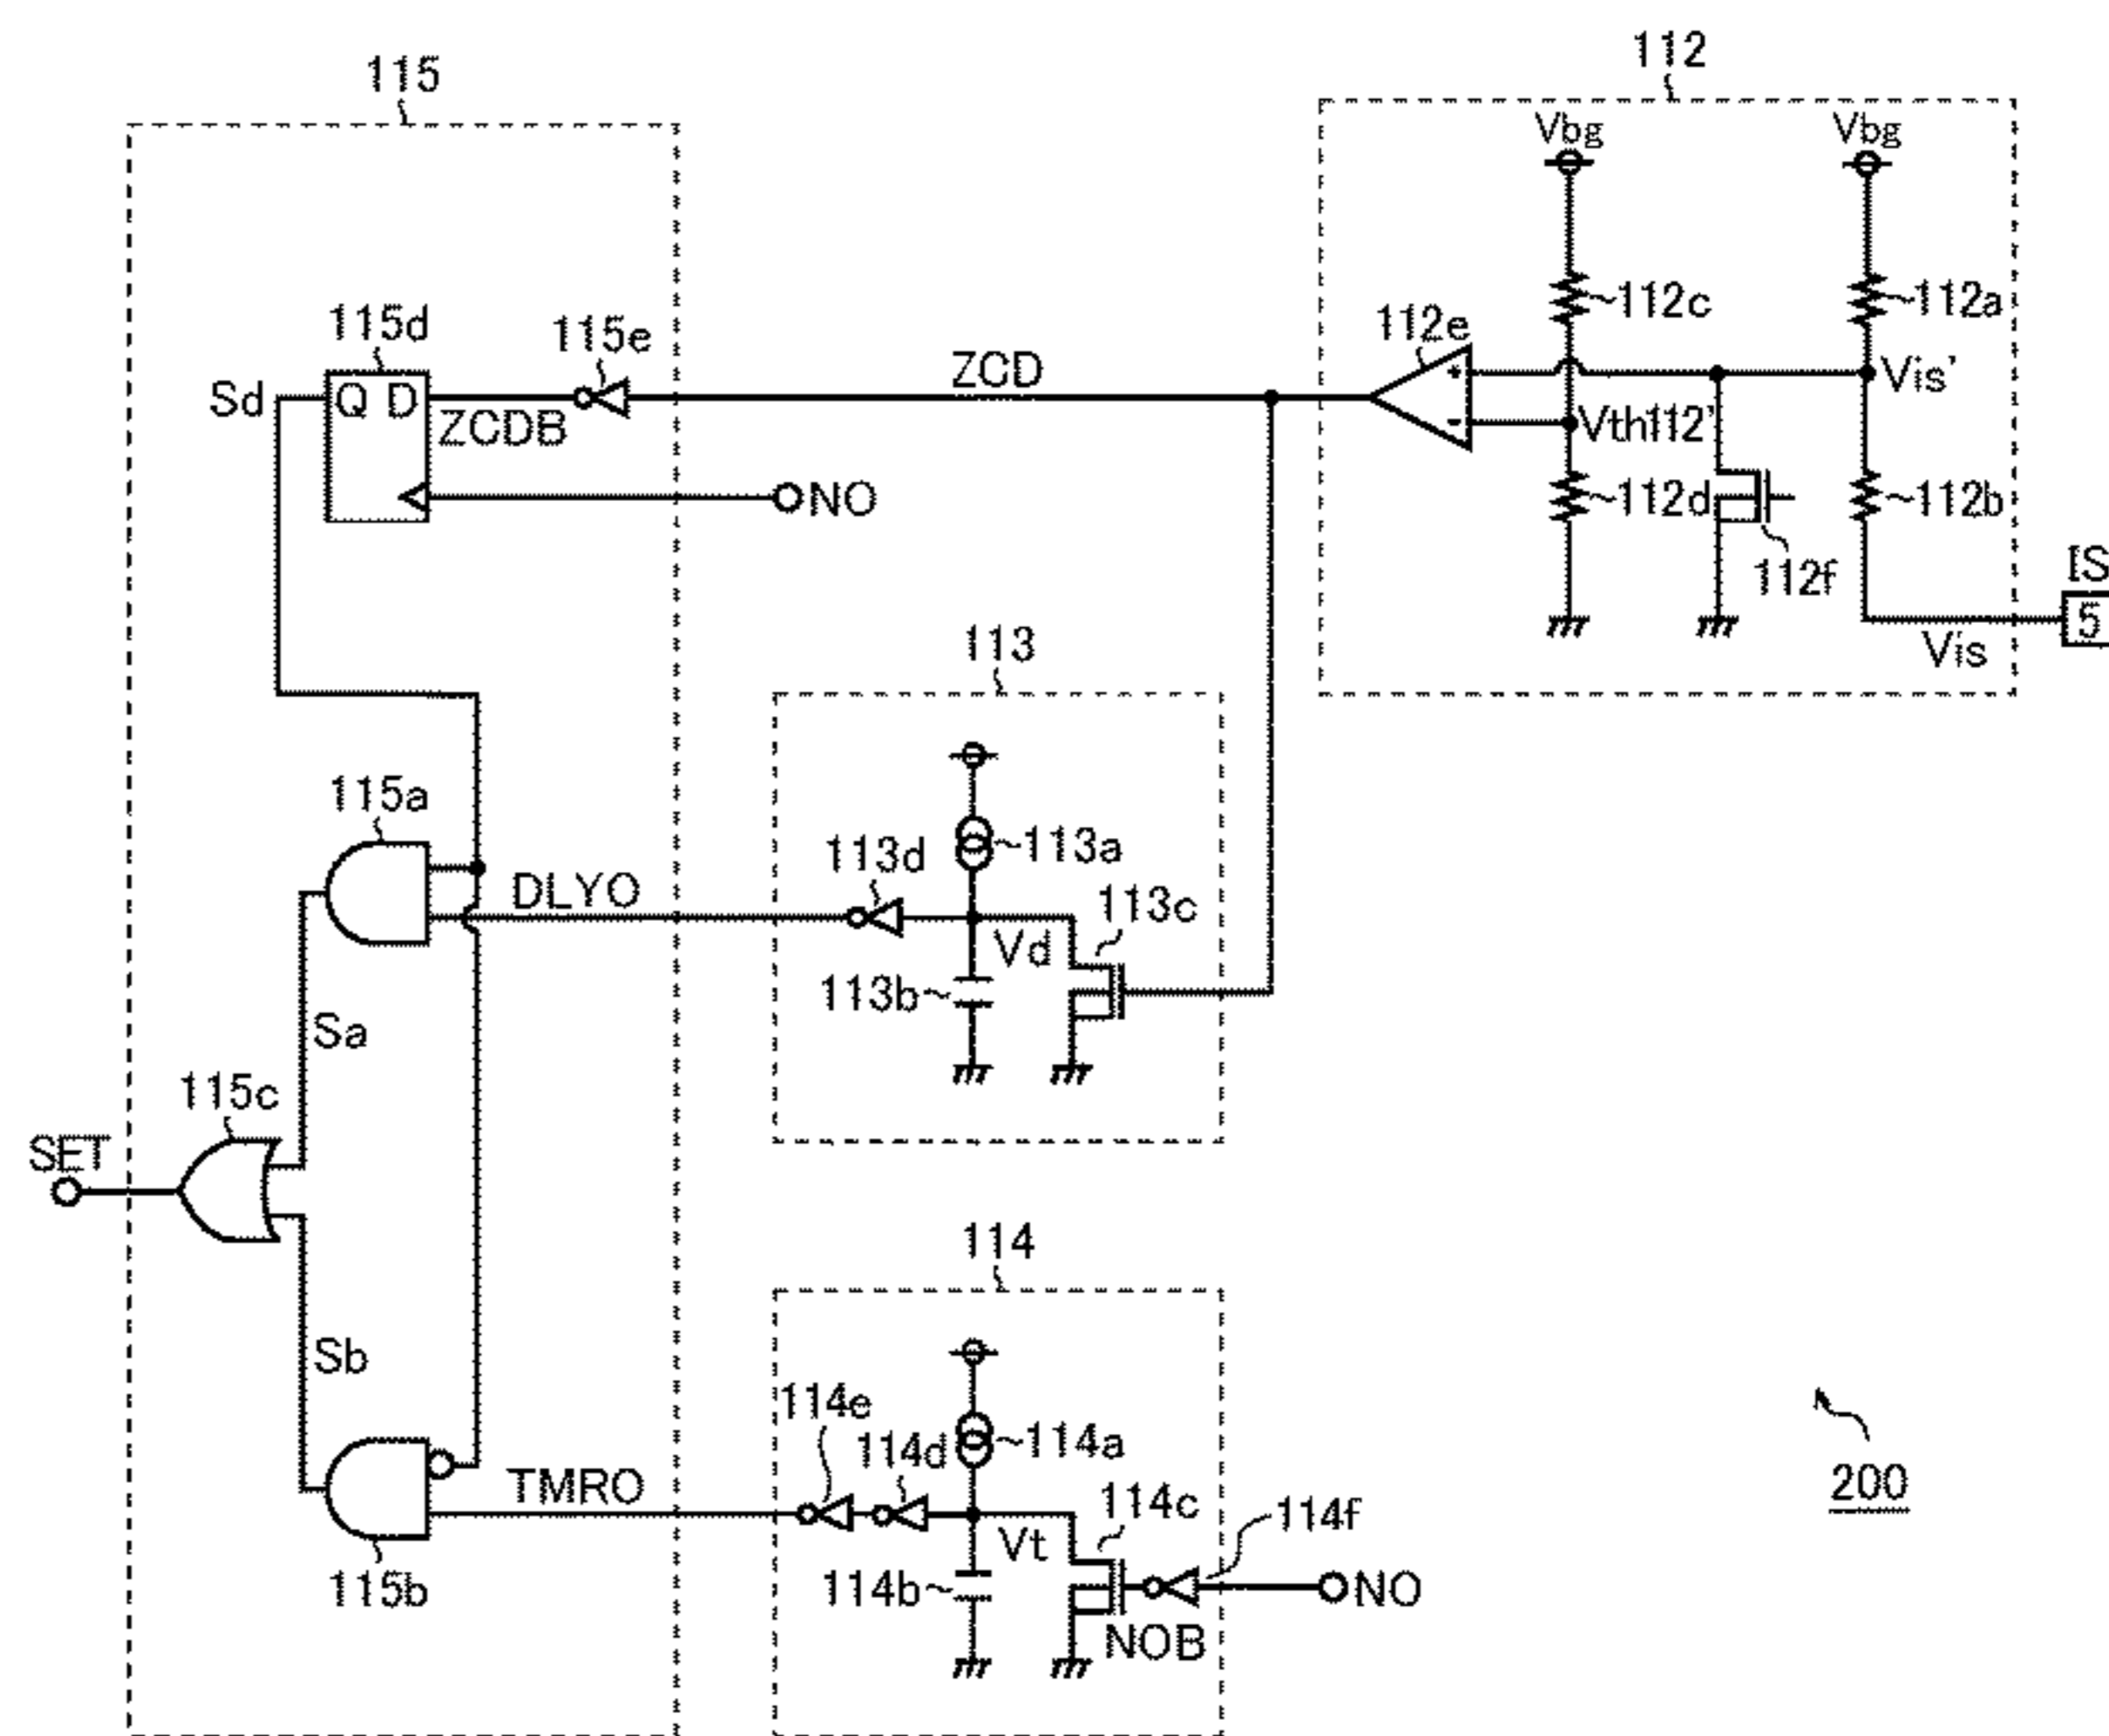 115
112
Vbg
Vbg
112c
112a
115d
115e
112e
ZCD
Sd
Q D
ZCDB
Vis'
Vth112'
NO
112d
112b
112f
IS
5
Vis
113
115a
113d
113a
DLYO
113c
Vd
113b
Sa
115c
SET
114
Sb
114e
114d
114a
TMRO
114c
114f
200
Vt
115b
114b
NOB
NO